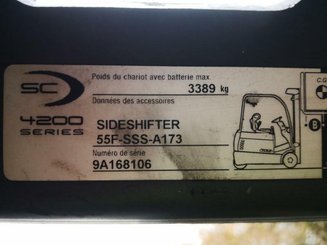 SC
4200
SERIES
Poids du chariot avec batterie max
3389 kg
Données des accessoires
SIDESHIFTER
55F-SSS-A173
Numéro de série
9A168106
C.G
B